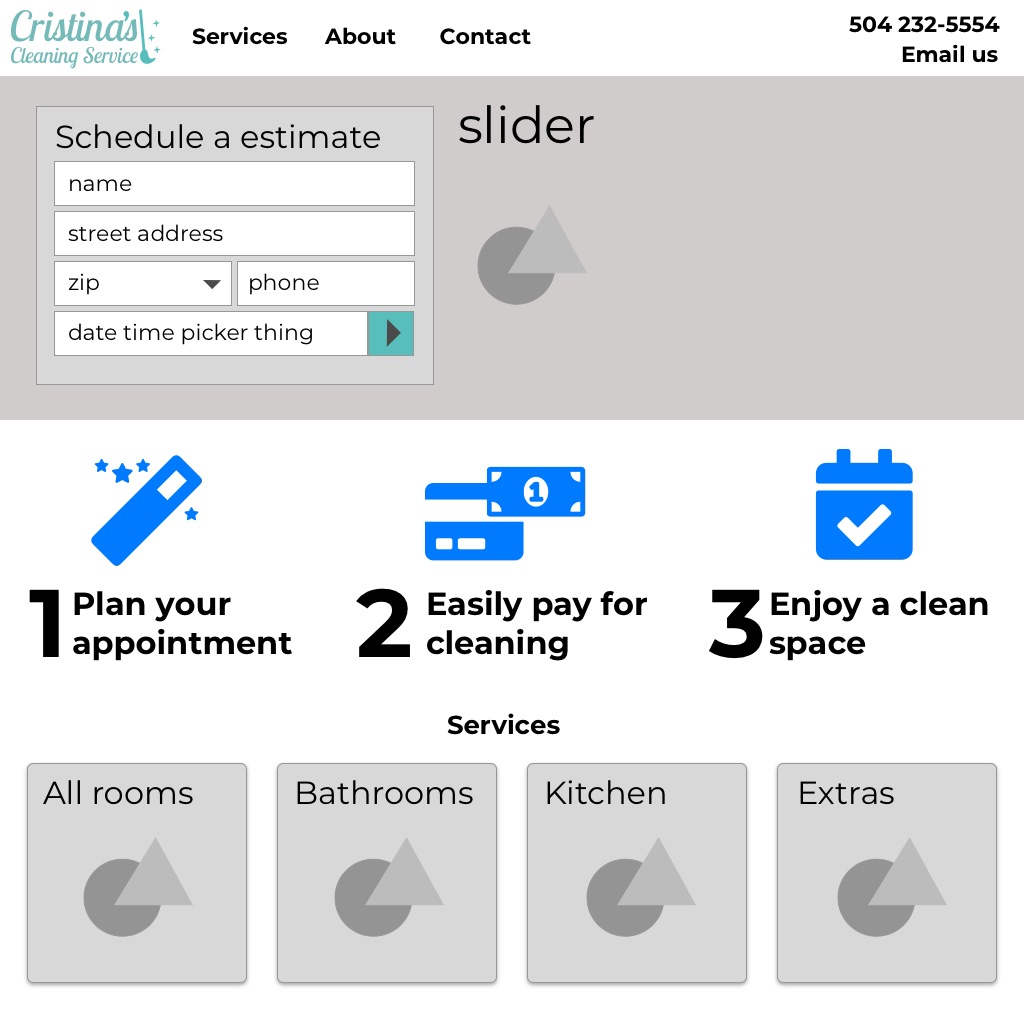 Cristina's
Cleaning Service
Services About Contact
504 232-5554
Email us
Schedule a estimate
name
street address
zip
phone
date time picker thing
slider
1
1 Plan your
appointment
2 Easily pay for
cleaning
3 Enjoy a clean
space
Services
All rooms
Bathrooms
Kitchen
Extras